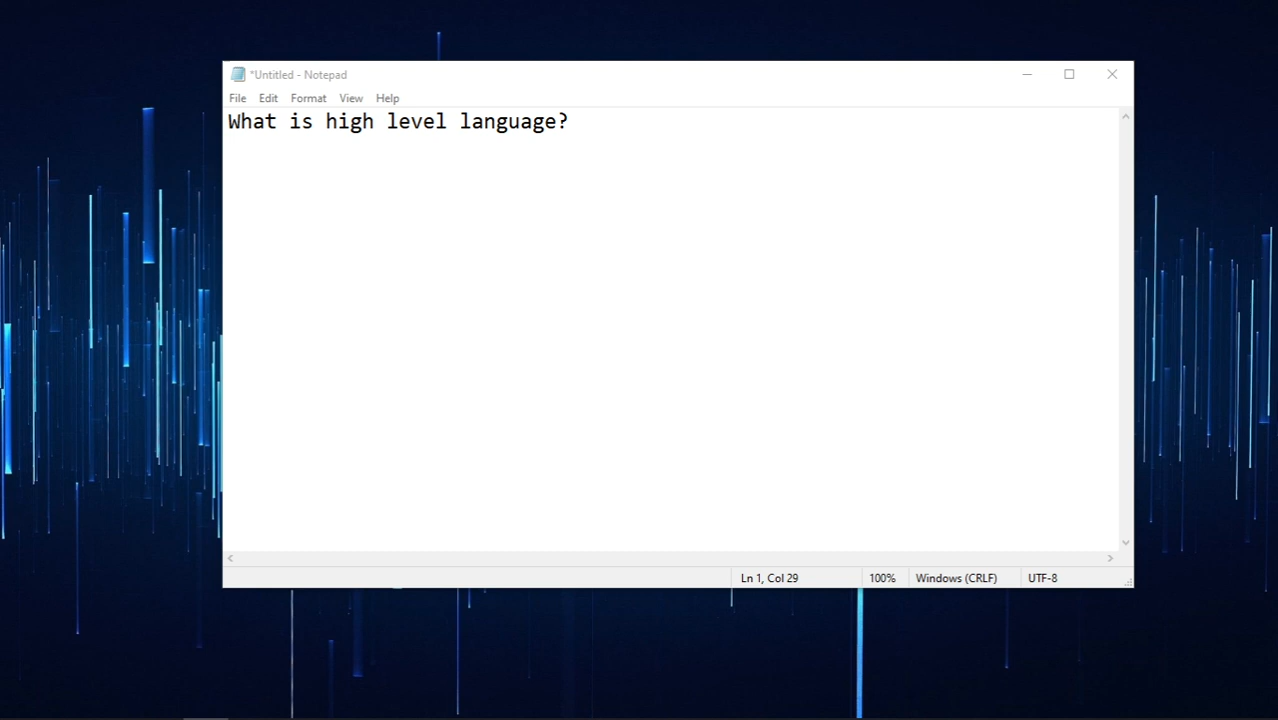 *Untitled - Notepad
File Edit Format View Help
What is high level language?
Ln 1, Col 29 100% Windows (CRLF) UTF-8